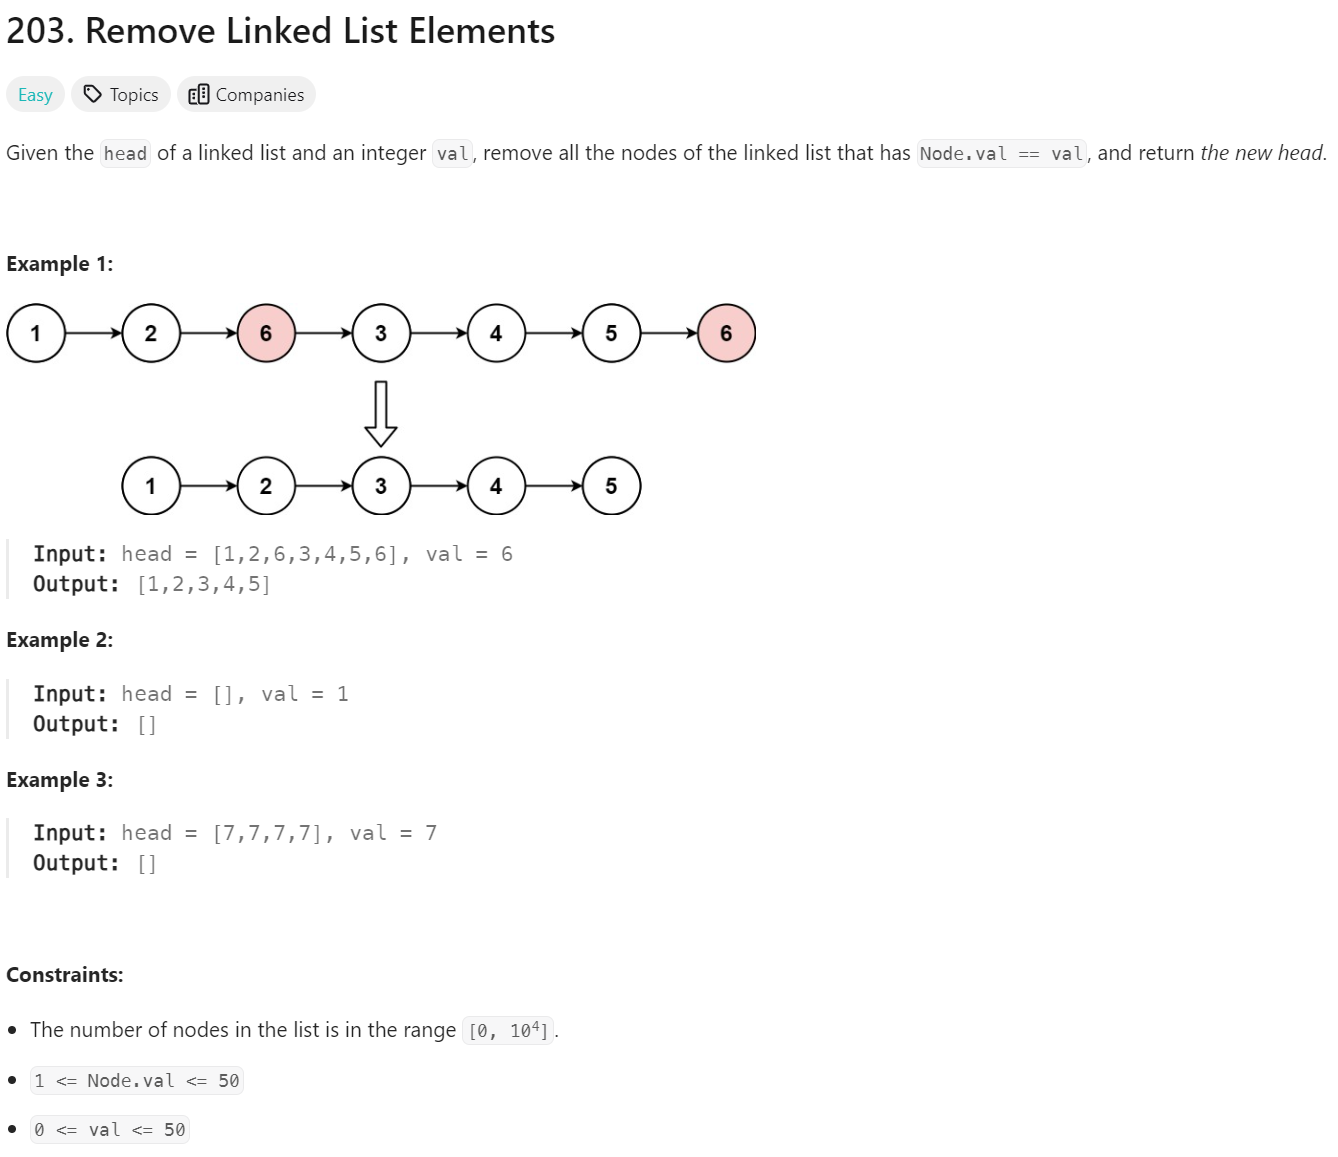 203. Remove Linked List Elements
Easy Topics Companies
Given the head of a linked list and an integer val, remove all the nodes of the linked list that has Node.val == val, and return the new head.
Example 1:
1 2 6 3 4 5 6
1 2 3 4 5
Input: head = [1,2,6,3,4,5,6], val = 6
Output: [1,2,3,4,5]
Example 2:
Input: head = [], val = 1
Output: []
Example 3:
Input: head = [7,7,7,7], val = 7
Output: []
Constraints:
• The number of nodes in the list is in the range [0, 10⁴].
• 1 <= Node.val <= 50
• 0 <= val <= 50